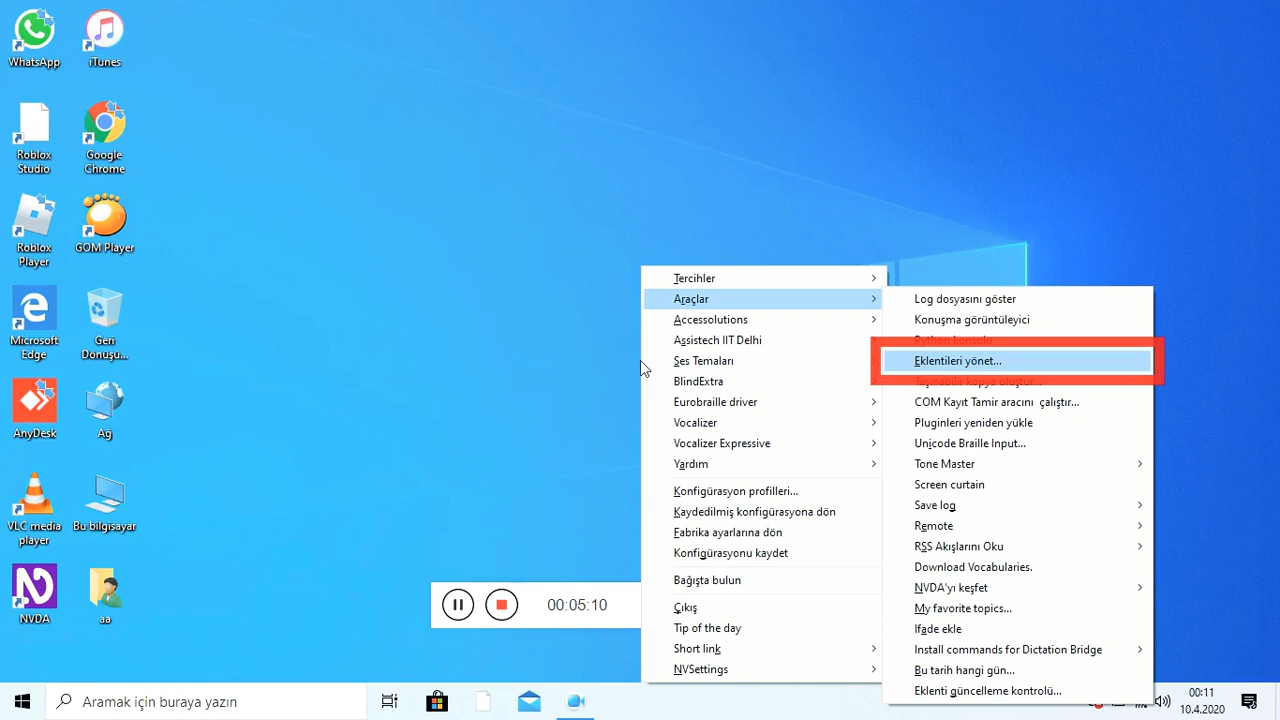 WhatsApp
iTunes
Roblox
Studio
Google
Chrome
Roblox
Player
GOM Player
Microsoft
Edge
Geri
Dönüşü...
AnyDesk
Ağ
VLC media
player
Bu bilgisayar
NVDA
aa
00:05:10
Tercihler
Araçlar
Accessolutions
Assistech IIT Delhi
Ses Temaları
BlindExtra
Eurobraille driver
Vocalizer
Vocalizer Expressive
Yardım
Konfigürasyon profilleri...
Kaydedilmiş konfigürasyona dön
Fabrika ayarlarına dön
Konfigürasyonu kaydet
Bağışta bulun
Çıkış
Tip of the day
Short link
NVSettings
Log dosyasını göster
Konuşma görüntüleyici
Python konsolu
Eklentileri yönet...
Taşınabilir kopya oluştur...
COM Kayıt Tamir aracını çalıştır...
Pluginleri yeniden yükle
Unicode Braille Input...
Tone Master
Screen curtain
Save log
Remote
RSS Akışlarını Oku
Download Vocabularies.
NVDA'yı keşfet
My favorite topics...
İfade ekle
Install commands for Dictation Bridge
Bu tarih hangi gün...
Eklenti güncelleme kontrolü...
Aramak için buraya yazın
00:11
10.4.2020